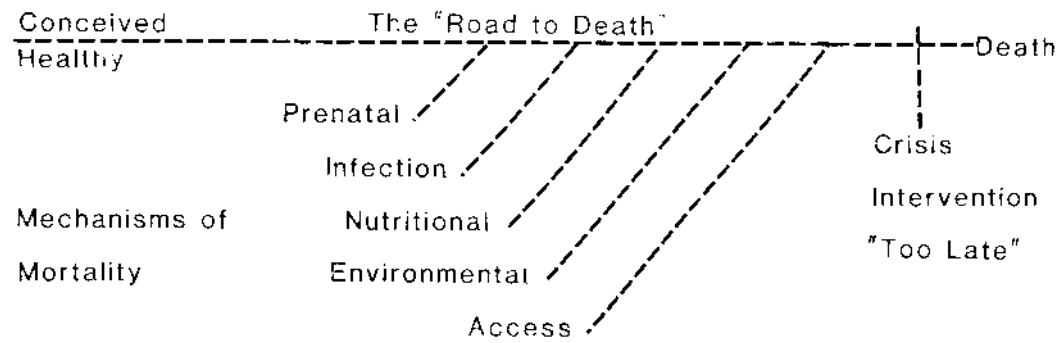 Conceived
The "Road to Death"
Healthy
Death
Prenatal
Infection
Nutritional
Environmental
Access
Mechanisms of
Mortality
Crisis
Intervention
"Too Late"